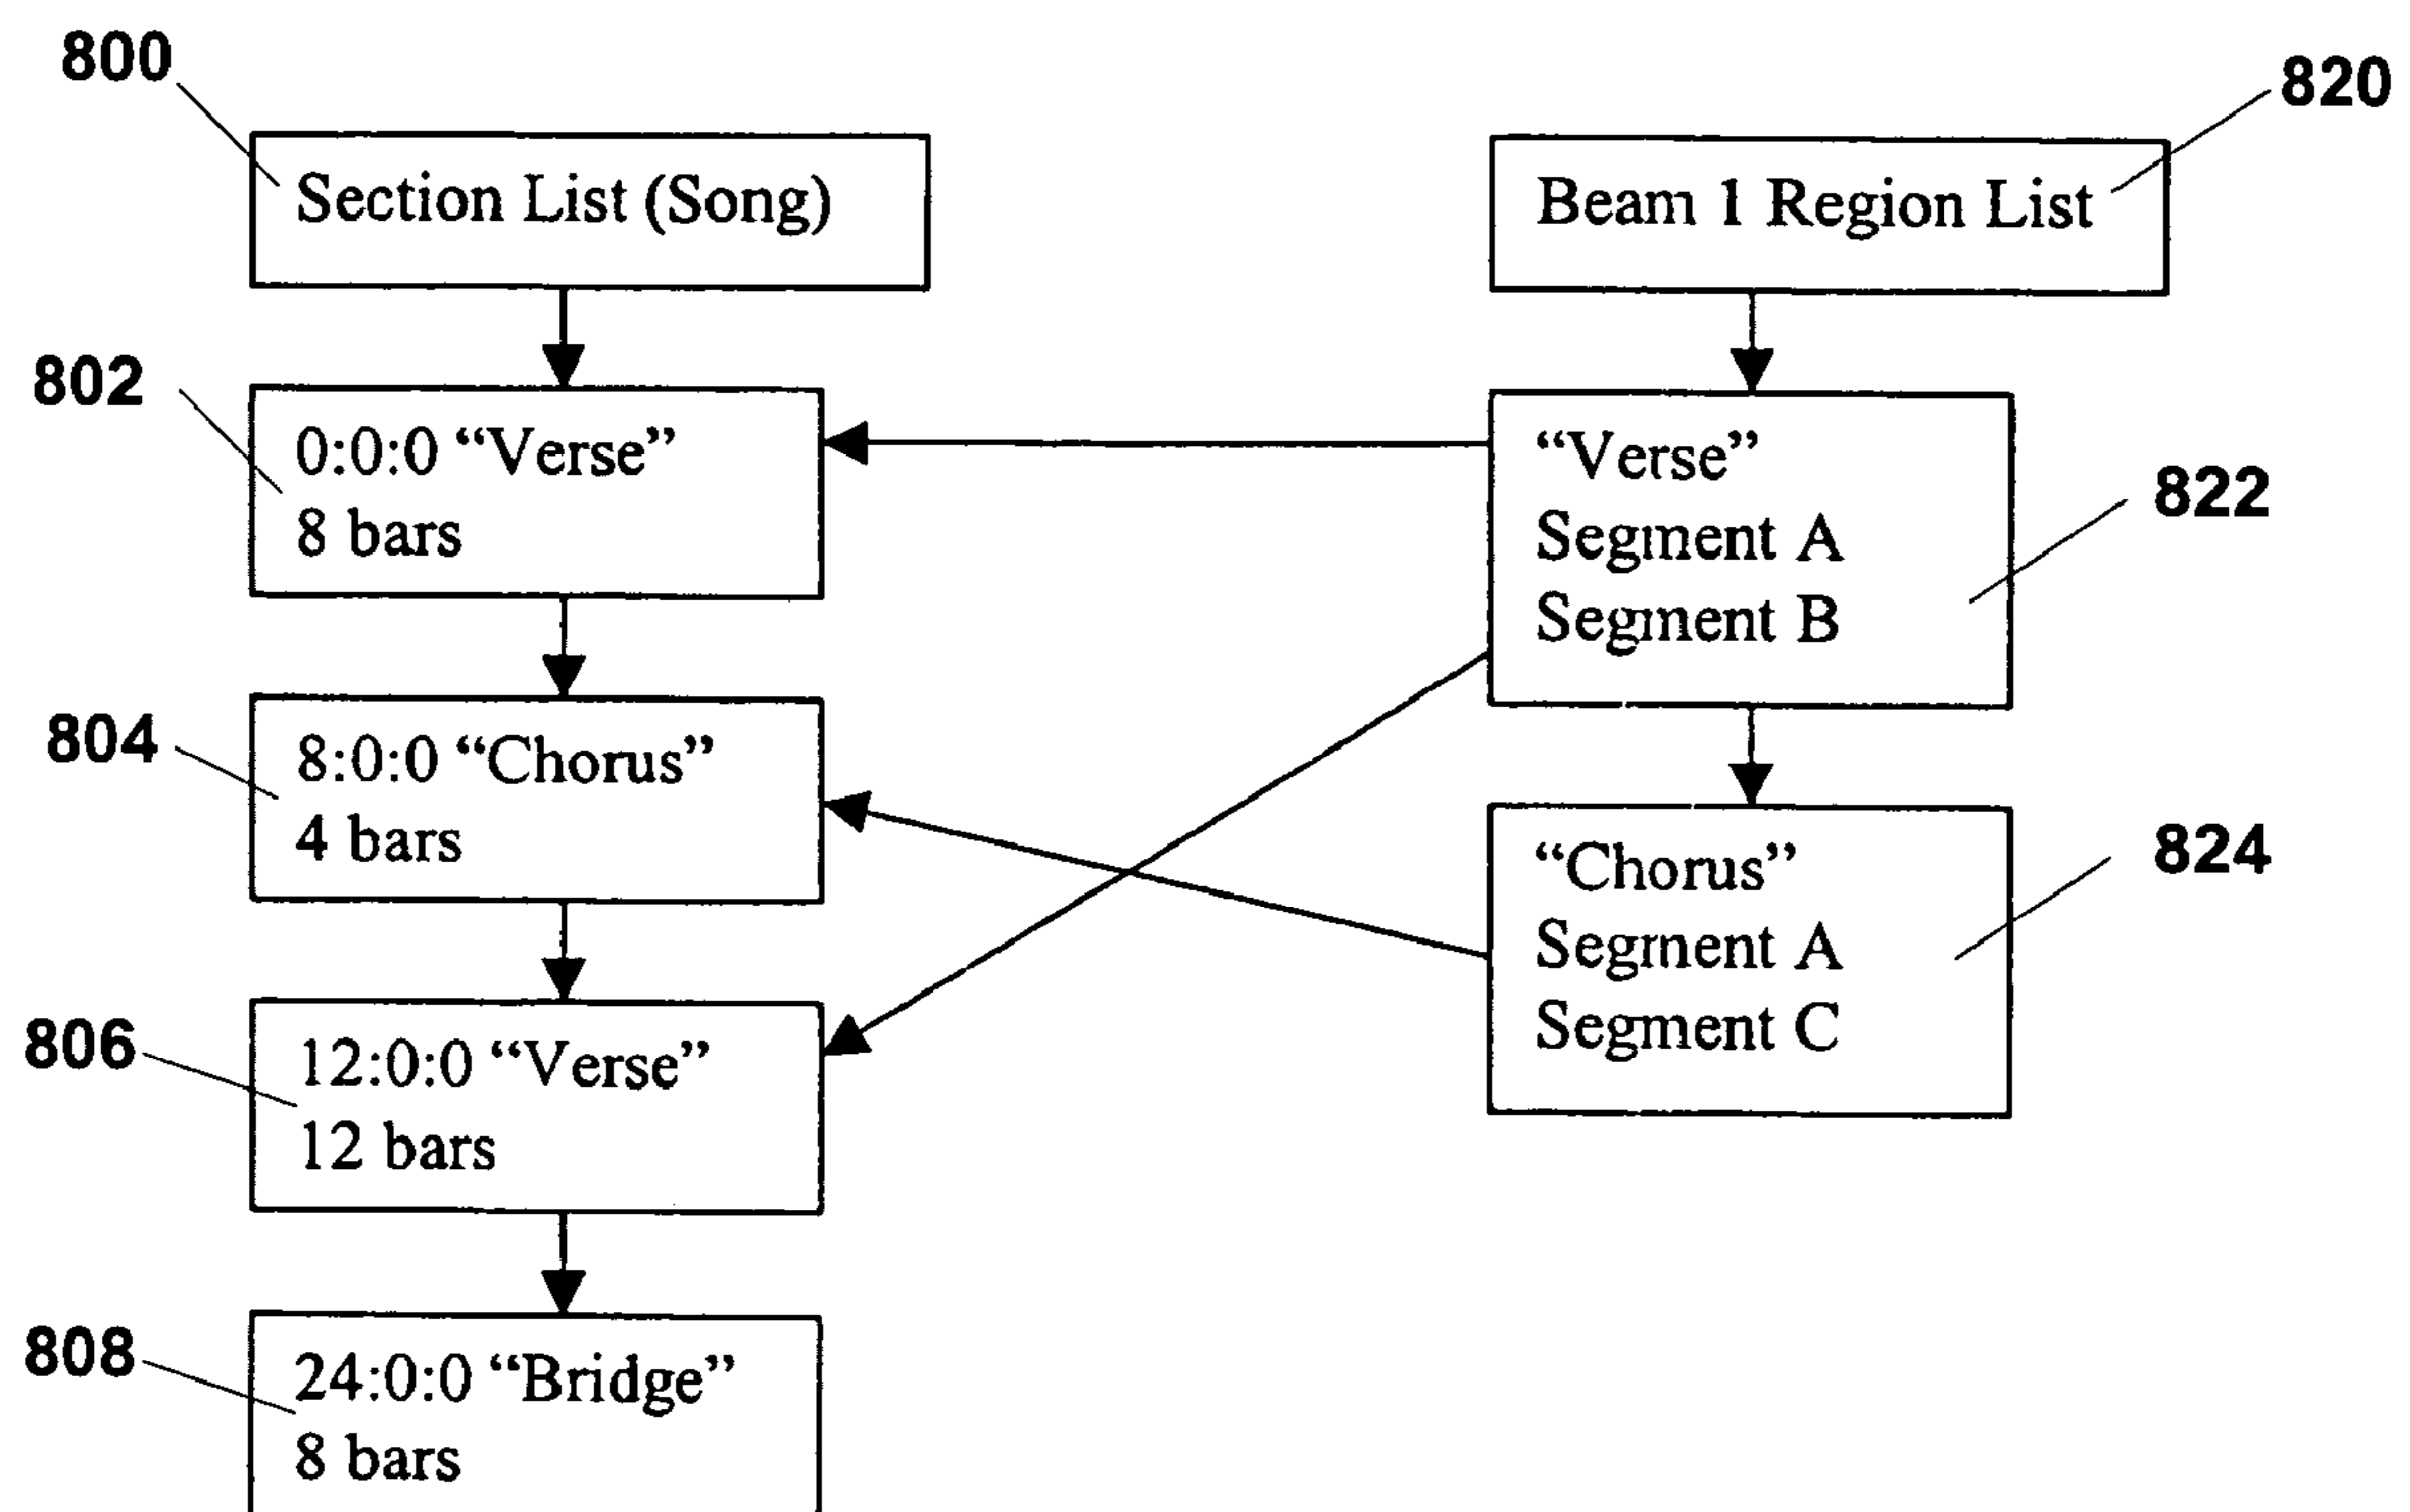 800
Section List (Song)
802
0:0:0 “Verse”
8 bars
804
8:0:0 “Chorus”
4 bars
806
12:0:0 “Verse”
12 bars
808
24:0:0 “Bridge”
8 bars
820
Beam 1 Region List
822
“Verse”
Segment A
Segment B
824
“Chorus”
Segment A
Segment C